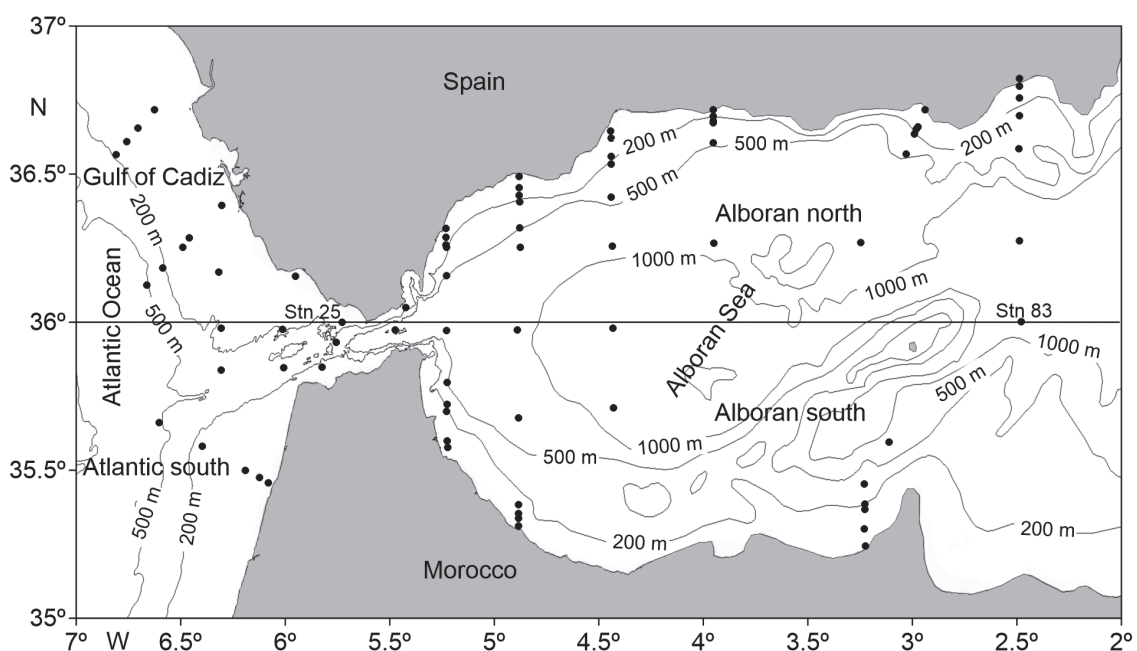 37º
N
Spain
200 m
500 m
200 m
36.5º
Gulf of Cadiz
500 m
200 m
Alboran north
Atlantic Ocean
1000 m
1000 m
Alboran Sea
500 m
Stn 25
Stn 83
36º
1000 m
500 m
Alboran south
1000 m
500 m
35.5º
Atlantic south
500 m
200 m
200 m
200 m
Morocco
35º
7º W 6.5º 6º 5.5º 5º 4.5º 4º 3.5º 3º 2.5º 2º